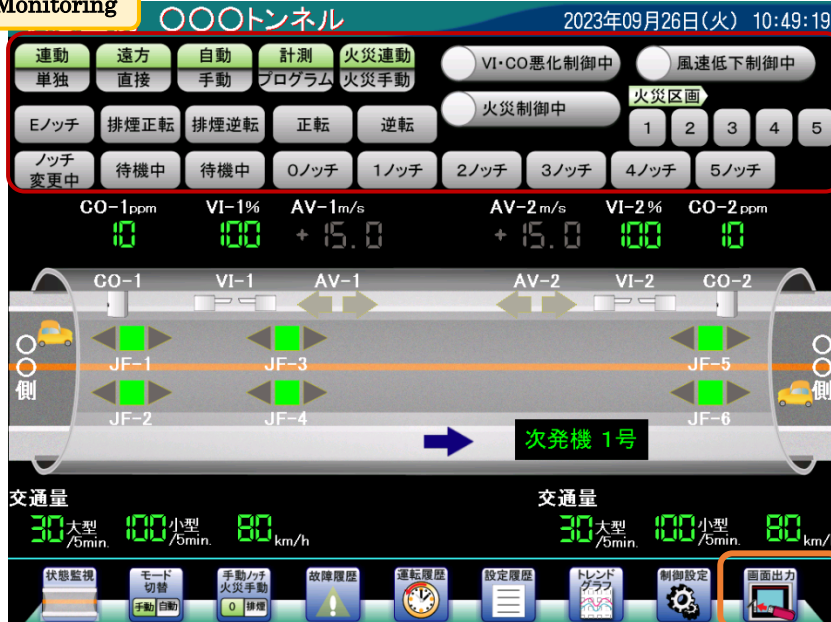 Monitoring
〇〇〇トンネル
2023年09月26日(火) 10:49:19
連動 遠方 自動 計測 火災連動
単独 直接 手動 プログラム 火災手動
VI・CO悪化制御中 風速低下制御中
火災制御中 火災区画
1 2 3 4 5
Eノッチ 排煙正転 排煙逆転 正転 逆転
ノッチ
変更中 待機中 待機中 0ノッチ 1ノッチ 2ノッチ 3ノッチ 4ノッチ 5ノッチ
CO-1ppm VI-1% AV-1m/s AV-2m/s VI-2% CO-2ppm
10 100 + 15.0 + 15.0 100 10
CO-1 VI-1 AV-1 AV-2 VI-2 CO-2
〇〇側
〇〇側
JF-1 JF-3 JF-5
JF-2 JF-4 JF-6
次発機 1号
交通量 交通量
30大型/5min. 100小型/5min. 80km/h 30大型/5min. 100小型/5min. 80km/
状態監視 モード切替 手動ノッチ火災手動 故障履歴 運転履歴 設定履歴 トレンドグラフ 制御設定 画面出力
手動 自動 0 排煙